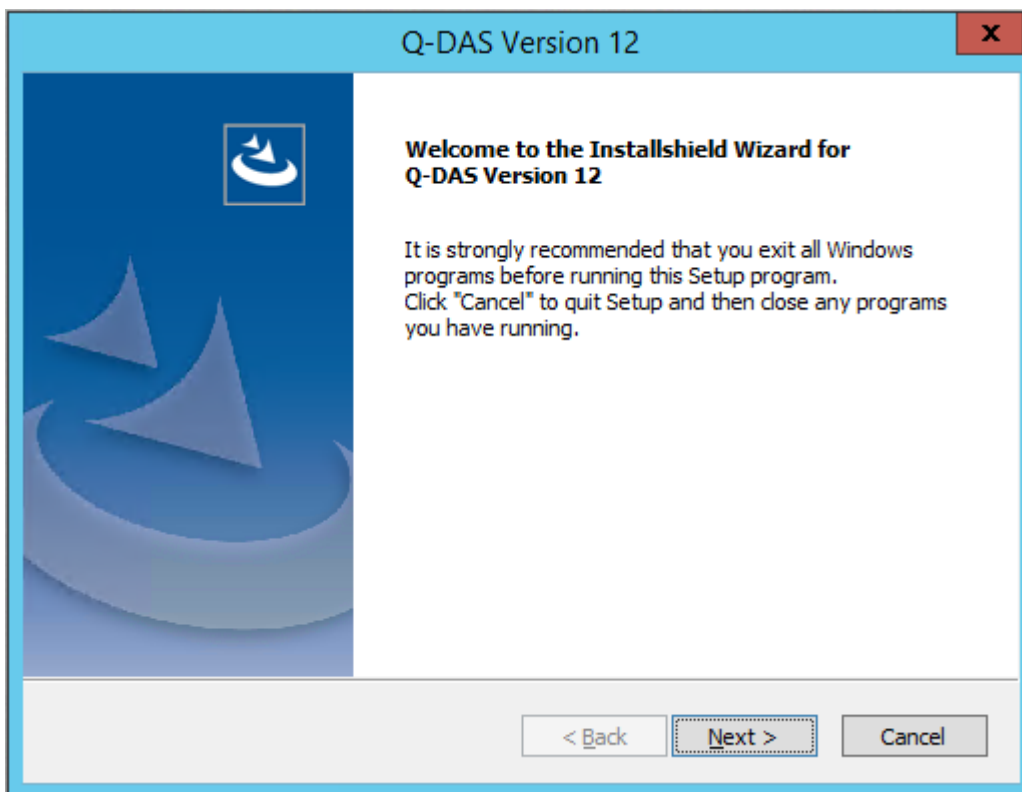 Q-DAS Version 12
x
Welcome to the Installshield Wizard for
Q-DAS Version 12
It is strongly recommended that you exit all Windows
programs before running this Setup program.
Click "Cancel" to quit Setup and then close any programs
you have running.
< Back
Next >
Cancel